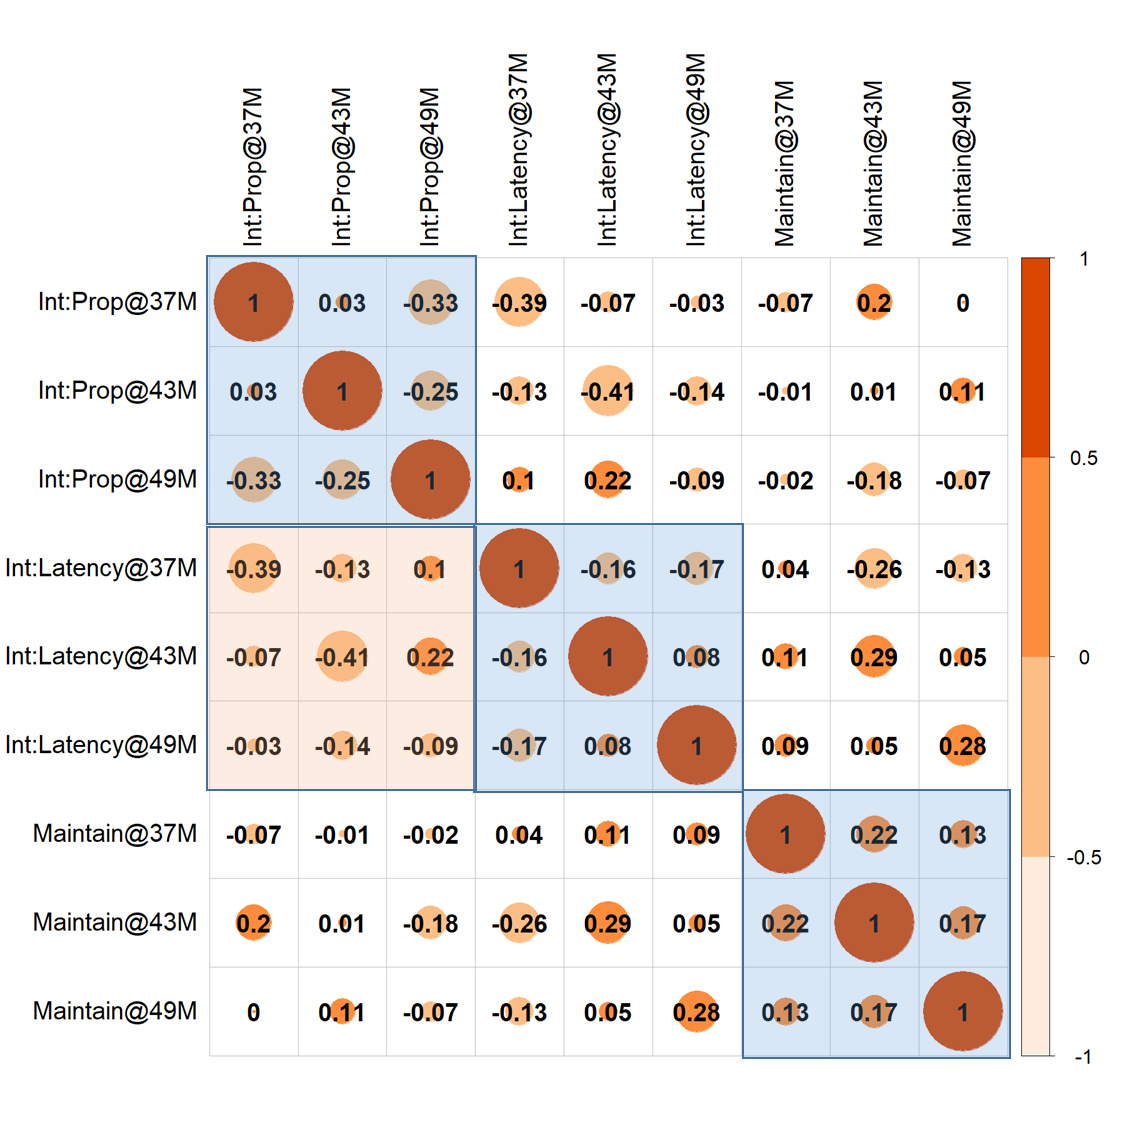 Int:Prop@37M Int:Prop@43M Int:Prop@49M Int:Latency@37M Int:Latency@43M Int:Latency@49M Maintain@37M Maintain@43M Maintain@49M
Int:Prop@37M 1 0.03 -0.33 -0.39 -0.07 -0.03 -0.07 0.2 0
Int:Prop@43M 0.03 1 -0.25 -0.13 -0.41 -0.14 -0.01 0.01 0.11
Int:Prop@49M -0.33 -0.25 1 0.1 0.22 -0.09 -0.02 -0.18 -0.07
Int:Latency@37M -0.39 -0.13 0.1 1 -0.16 -0.17 0.04 -0.26 -0.13
Int:Latency@43M -0.07 -0.41 0.22 -0.16 1 0.08 0.11 0.29 0.05
Int:Latency@49M -0.03 -0.14 -0.09 -0.17 0.08 1 0.09 0.05 0.28
Maintain@37M -0.07 -0.01 -0.02 0.04 0.11 0.09 1 0.22 0.13
Maintain@43M 0.2 0.01 -0.18 -0.26 0.29 0.05 0.22 1 0.17
Maintain@49M 0 0.11 -0.07 -0.13 0.05 0.28 0.13 0.17 1
1
0.5
0
-0.5
-1